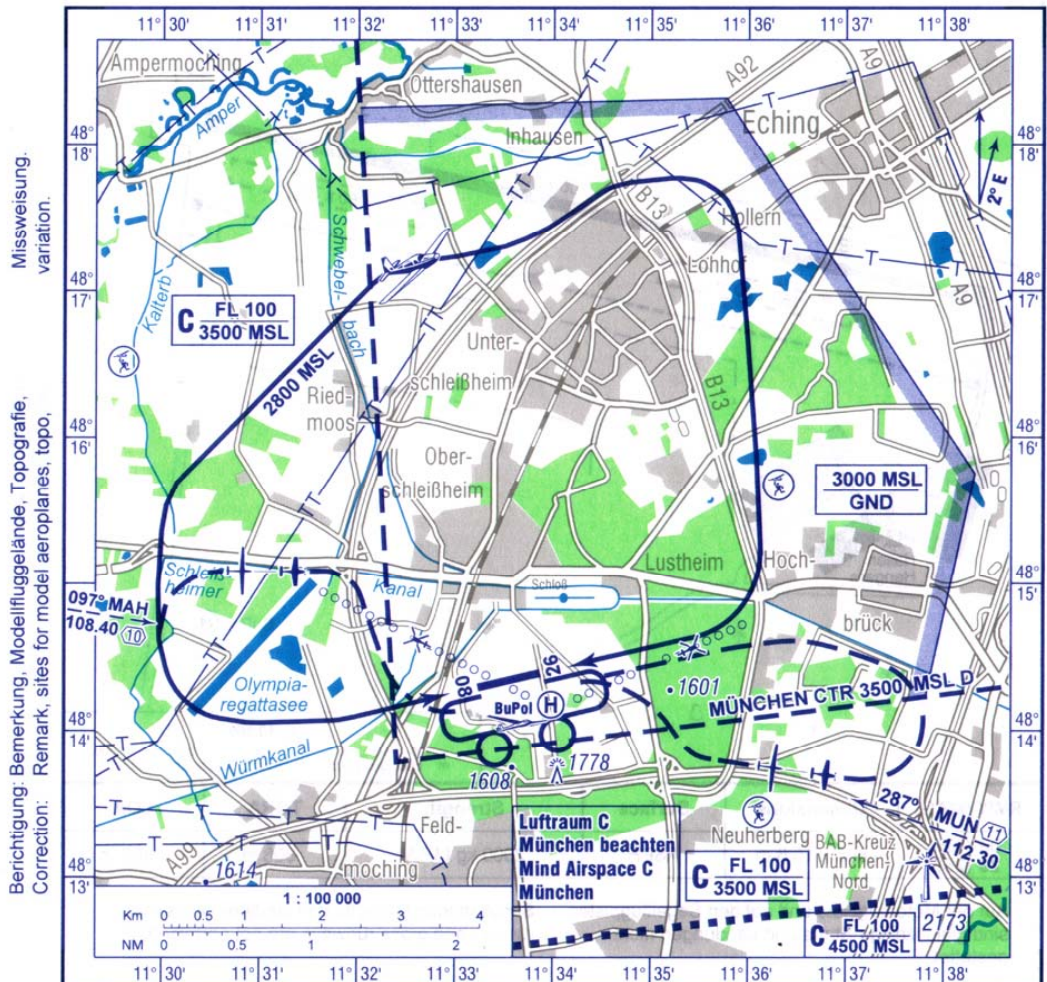 11° 30' 11° 31' 11° 32' 11° 33' 11° 34' 11° 35' 11° 36' 11° 37' 11° 38'
Ampermoching
Ottershausen
A92
A9
TT
Amper
Inhausen
Eching
48°
18'
48°
18'
2° E
Missweisung.
variation.
Schweber-
bach
B13
Hollern
Lohhof
Kalterb
48°
17'
48°
17'
A9
C FL 100
3500 MSL
2800 MSL
Unter-
schleißheim
Riedmoos
B13
48°
16'
48°
16'
Ober-
schleißheim
3000 MSL
GND
Berichtigung: Bemerkung, Modellfluggelände, Topografie,
Correction: Remark, sites for model aeroplanes, topo.
Lustheim
Hoch-
brück
Schleiß-
heimer
Kanal
Schloß
48°
15'
48°
15'
097° MAH
108.40 10
26
08
BuPol H
1601
MÜNCHEN CTR 3500 MSL D
Olympia-
regattasee
48°
14'
48°
14'
Würmkanal
1608
1778
287° MUN 11
112.30
Luftraum C
München beachten
Mind Airspace C
München
Feld-
moching
Neuherberg
BAB-Kreuz
München-
Nord
A99
1614
C FL 100
3500 MSL
48°
13'
48°
13'
1 : 100 000
Km 0 0.5 1 2 3 4
NM 0 0.5 1 2
C FL 100
4500 MSL
2173
11° 30' 11° 31' 11° 32' 11° 33' 11° 34' 11° 35' 11° 36' 11° 37' 11° 38'